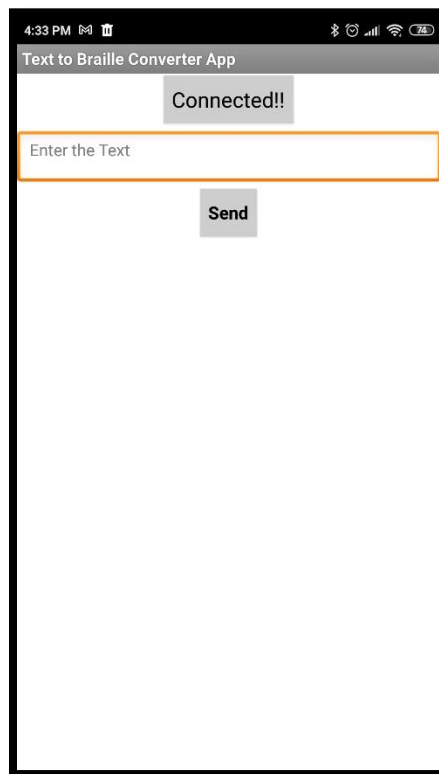 4:33 PM 74
Text to Braille Converter App
Connected!!
Enter the Text
Send